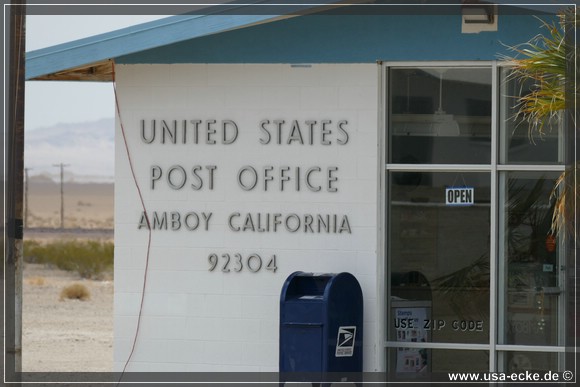 UNITED STATES
POST OFFICE
AMBOY CALIFORNIA
92304
OPEN
USE ZIP CODE
www.usa-ecke.de ©